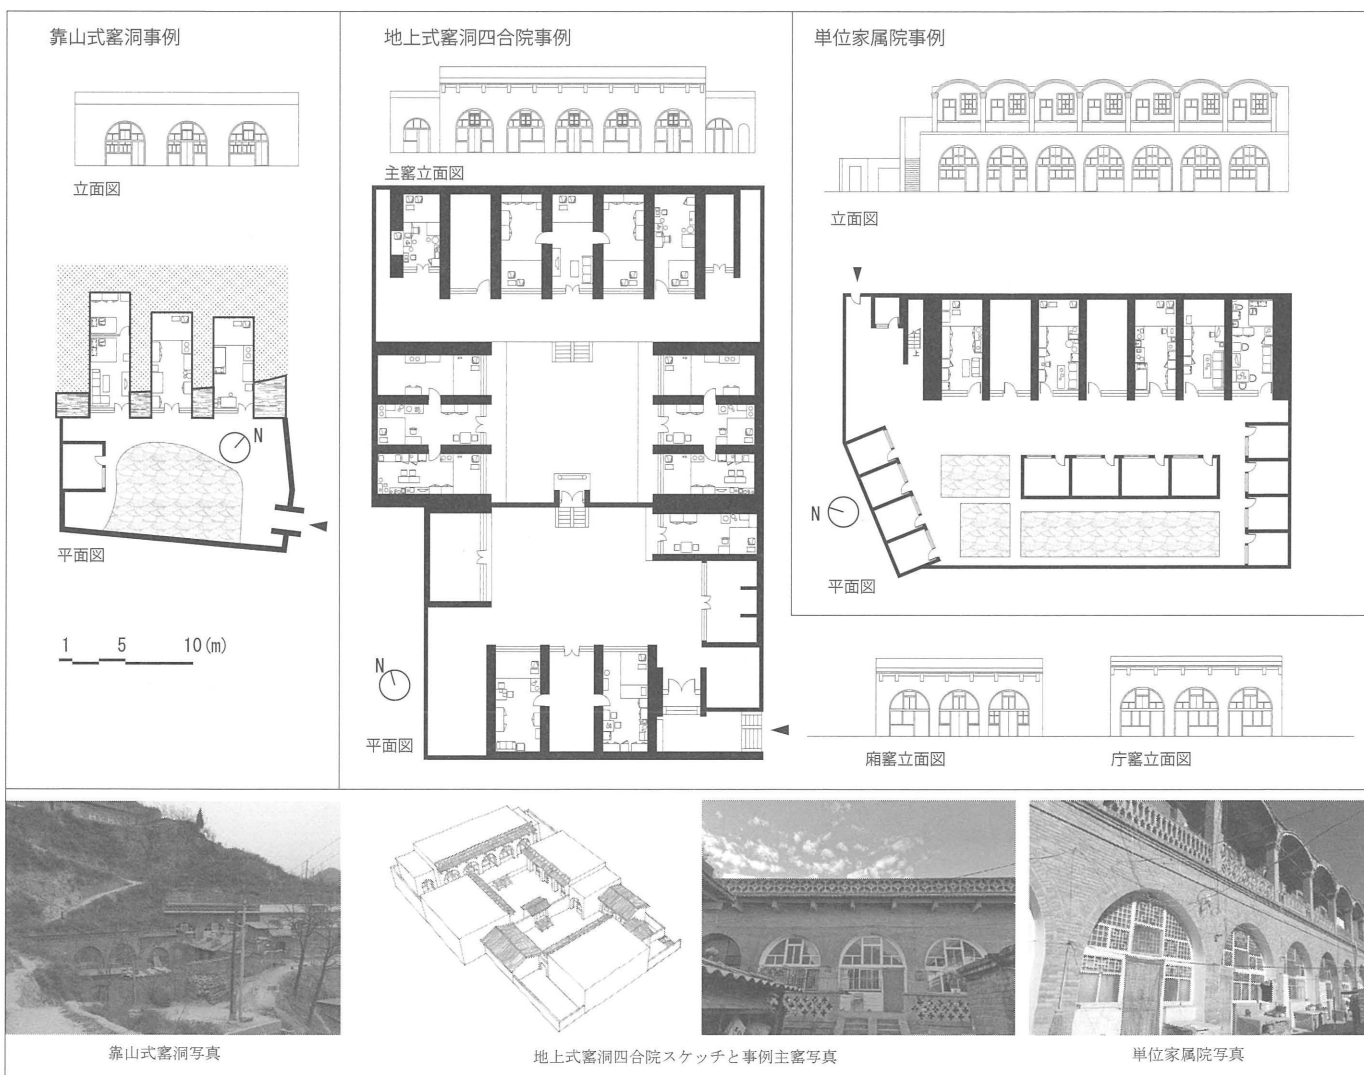 靠山式窰洞事例
立面図
N
平面図
1 5 10(m)
地上式窰洞四合院事例
主窰立面図
N
平面図
単位家属院事例
立面図
N
平面図
廂窰立面図
庁窰立面図
靠山式窰洞写真
地上式窰洞四合院スケッチと事例主窰写真
単位家属院写真